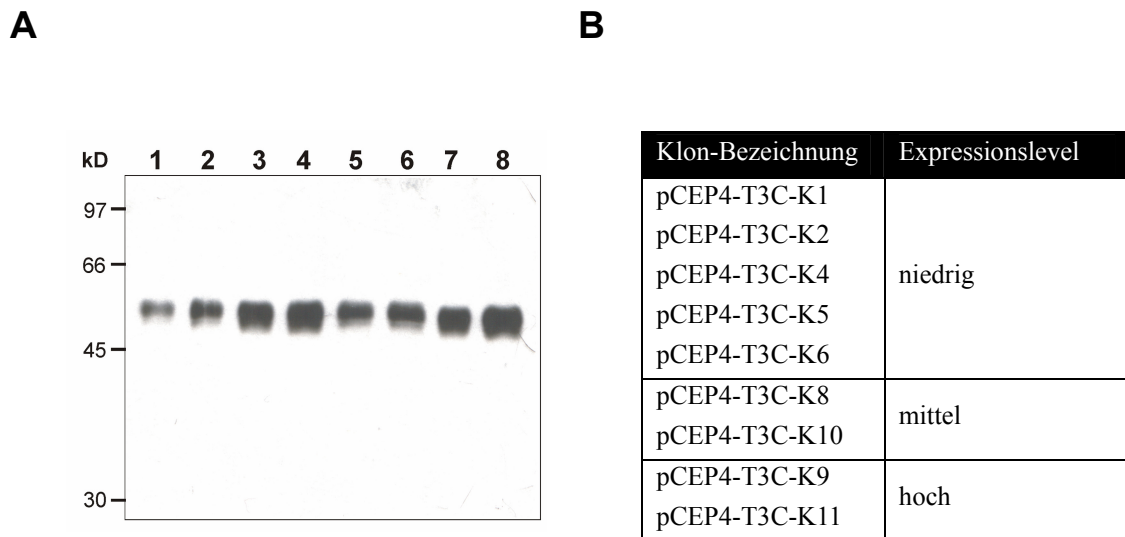 A
B
kD 1 2 3 4 5 6 7 8
97
66
45
30
Klon-Bezeichnung Expressionslevel
pCEP4-T3C-K1
pCEP4-T3C-K2
pCEP4-T3C-K4
niedrig
pCEP4-T3C-K5
pCEP4-T3C-K6
pCEP4-T3C-K8
mittel
pCEP4-T3C-K10
pCEP4-T3C-K9
hoch
pCEP4-T3C-K11